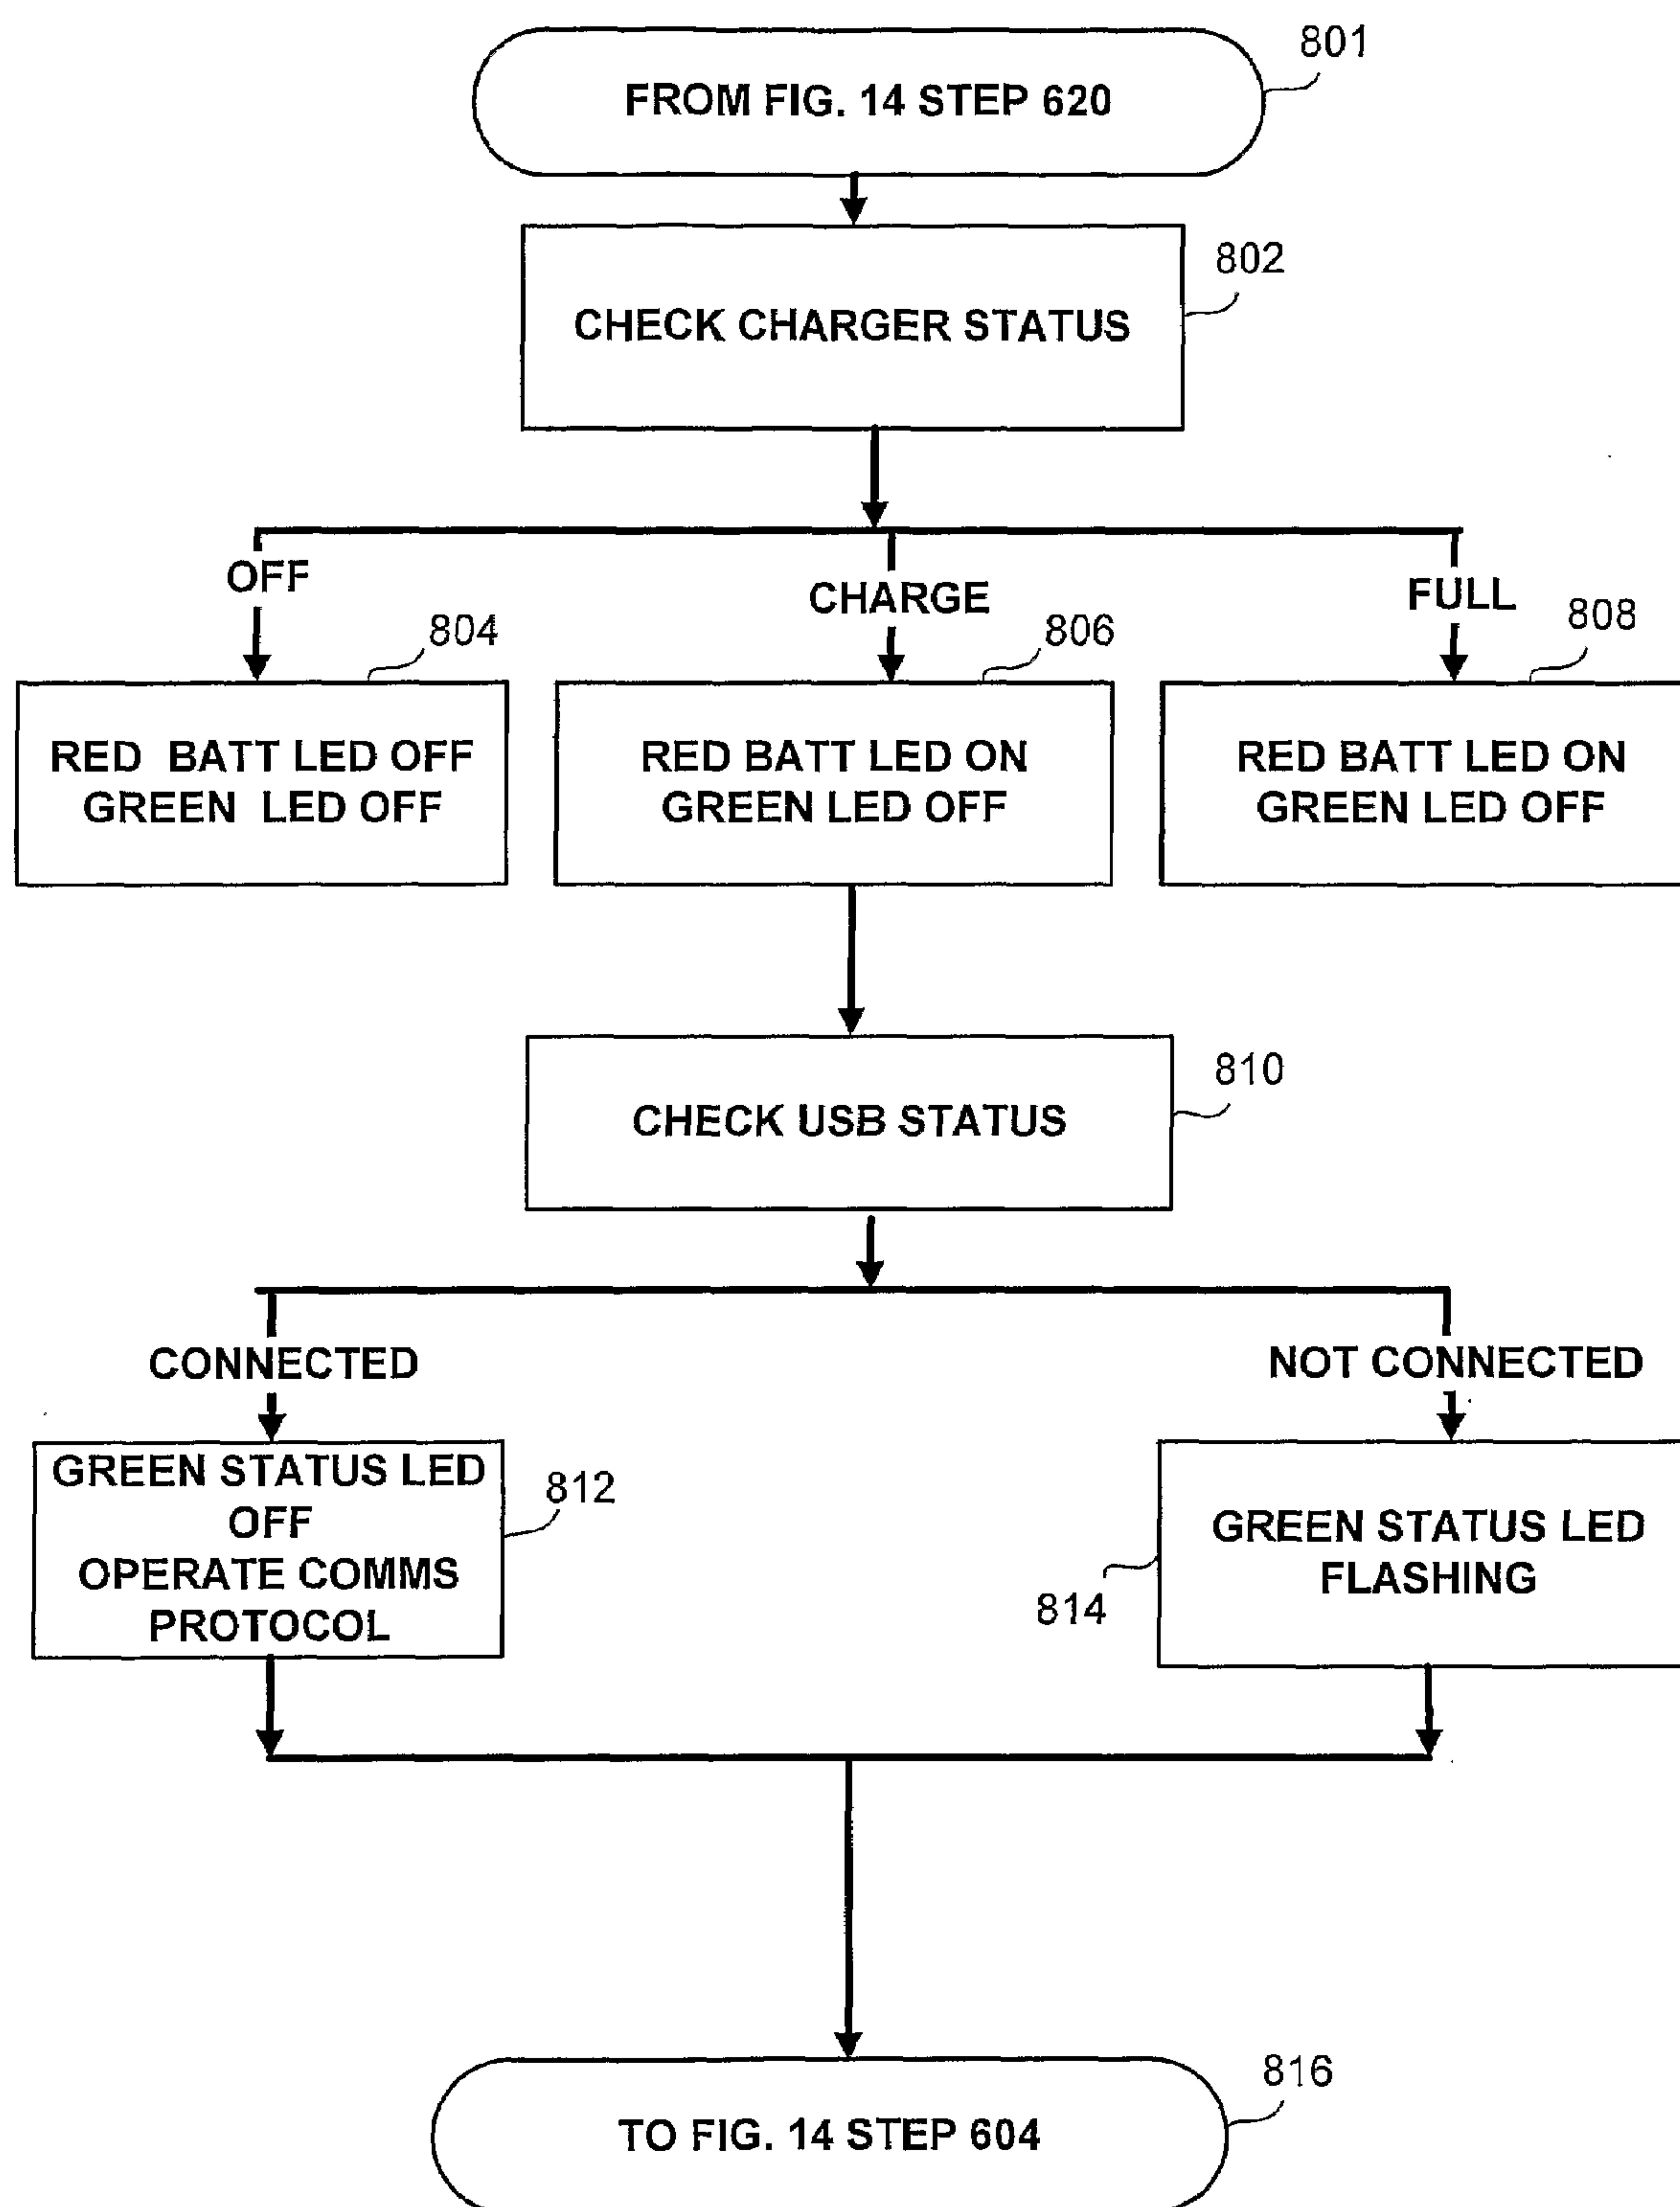 801
FROM FIG. 14 STEP 620
802
CHECK CHARGER STATUS
OFF
CHARGE
FULL
804
806
808
RED BATT LED OFF
GREEN LED OFF
RED BATT LED ON
GREEN LED OFF
RED BATT LED ON
GREEN LED OFF
810
CHECK USB STATUS
CONNECTED
NOT CONNECTED
GREEN STATUS LED
OFF
OPERATE COMMS
PROTOCOL
812
GREEN STATUS LED
FLASHING
814
816
TO FIG. 14 STEP 604